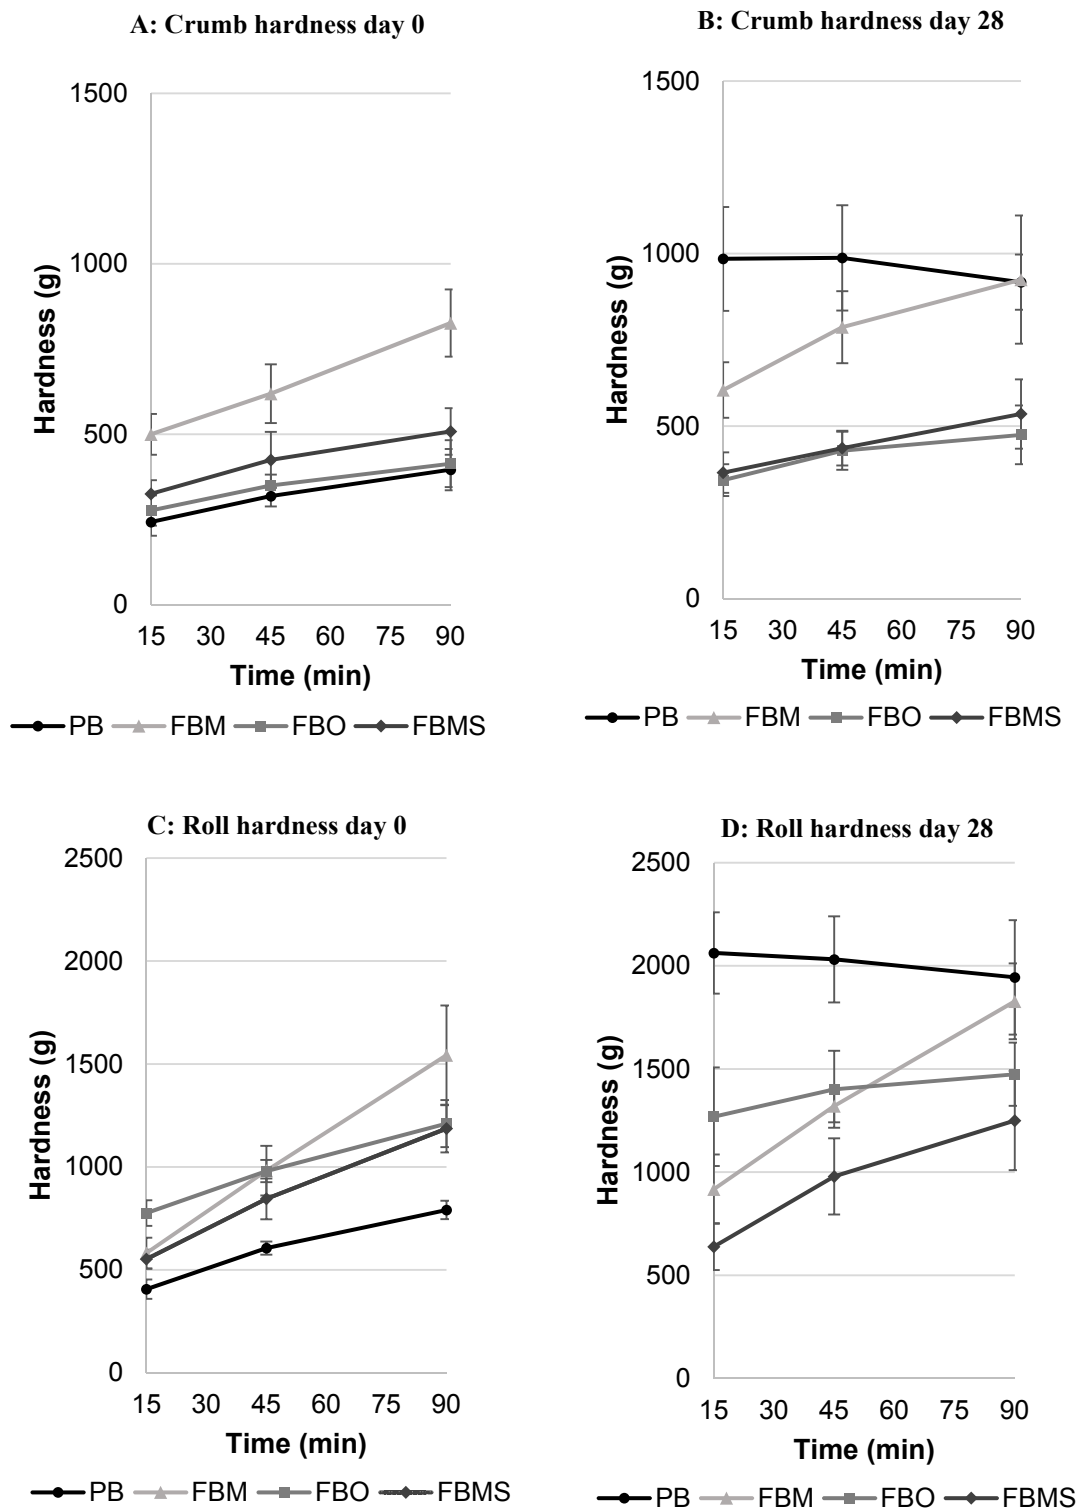 A: Crumb hardness day 0
1500
1000
500
0
Hardness (g)
15 30 45 60 75 90
Time (min)
PB FBM FBO FBMS
B: Crumb hardness day 28
1500
1000
500
0
Hardness (g)
15 30 45 60 75 90
Time (min)
PB FBM FBO FBMS
C: Roll hardness day 0
2500
2000
1500
1000
500
0
Hardness (g)
15 30 45 60 75 90
Time (min)
PB FBM FBO FBMS
D: Roll hardness day 28
2500
2000
1500
1000
500
0
Hardness (g)
15 30 45 60 75 90
Time (min)
PB FBM FBO FBMS